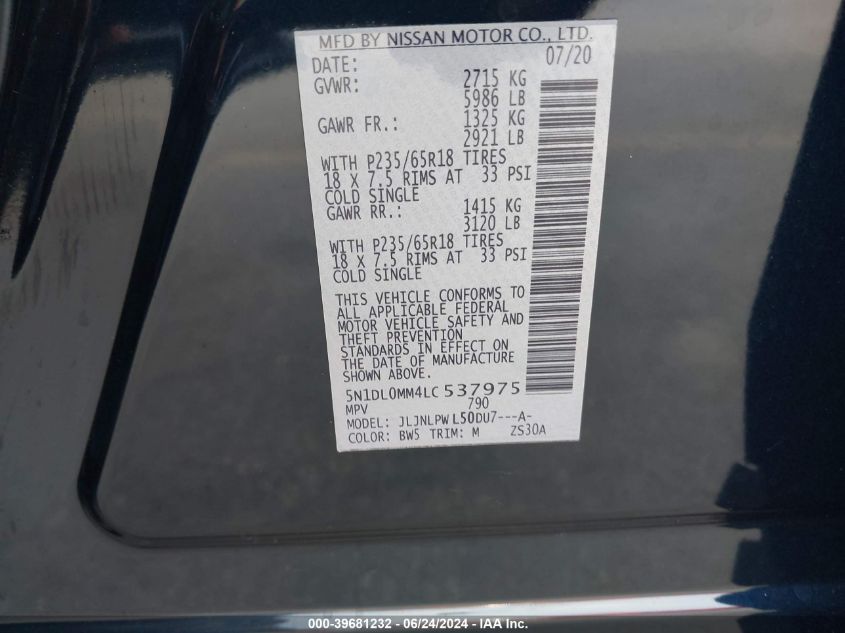 MFD BY NISSAN MOTOR CO., LTD.
DATE: 07/20
GVWR: 2715 KG
5986 LB
GAWR FR.: 1325 KG
2921 LB
WITH P235/65R18 TIRES
18 X 7.5 RIMS AT 33 PSI
COLD SINGLE
GAWR RR.: 1415 KG
3120 LB
WITH P235/65R18 TIRES
18 X 7.5 RIMS AT 33 PSI
COLD SINGLE
THIS VEHICLE CONFORMS TO
ALL APPLICABLE FEDERAL
MOTOR VEHICLE SAFETY AND
THEFT PREVENTION
STANDARDS IN EFFECT ON
THE DATE OF MANUFACTURE
SHOWN ABOVE.
5N1DL0MM4LC 537975
MPV 790
MODEL: JLJNLPW L50DU7---A-
COLOR: BW5 TRIM: M ZS30A
000-39681232 - 06/24/2024 - IAA Inc.